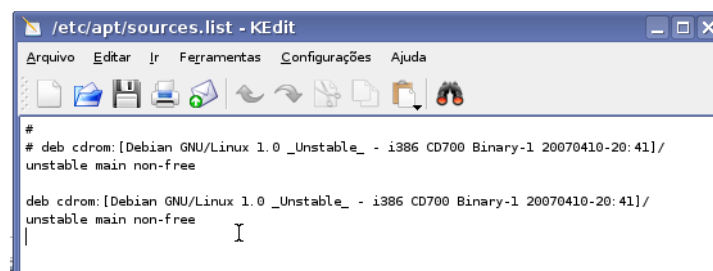 /etc/apt/sources.list - KEdit
Arquivo Editar Ir Ferramentas Configurações Ajuda
#
# deb cdrom:[Debian GNU/Linux 1.0 _Unstable_ - i386 CD700 Binary-1 20070410-20:41]/
unstable main non-free
deb cdrom:[Debian GNU/Linux 1.0 _Unstable_ - i386 CD700 Binary-1 20070410-20:41]/
unstable main non-free